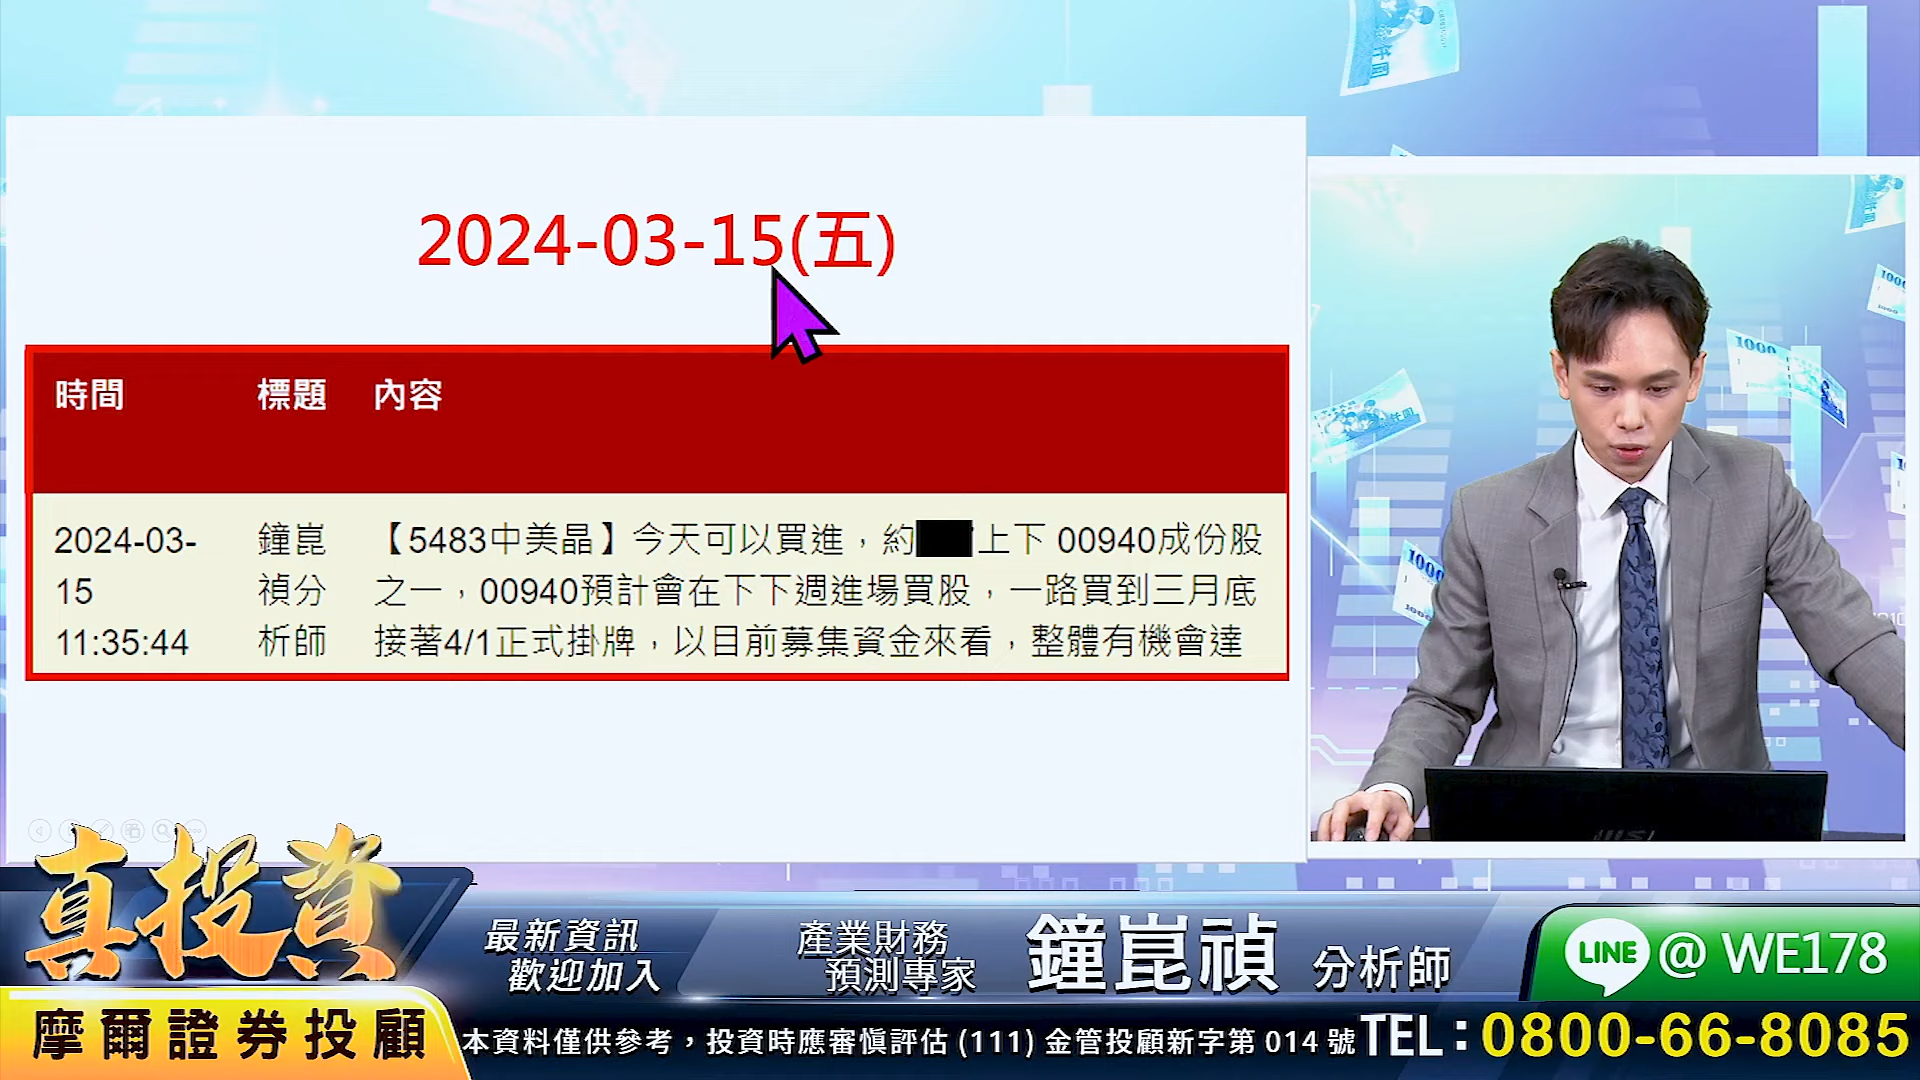 2024-03-15(五)
時間 標題 內容
2024-03-15 11:35:44
鐘崑禎分析師
【5483中美晶】今天可以買進，約 上下 00940成份股
之一，00940預計會在下下週進場買股，一路買到三月底
接著4/1正式掛牌，以目前募集資金來看，整體有機會達
真投資
摩爾證券投顧
最新資訊
歡迎加入
產業財務
預測專家
鐘崑禎 分析師
LINE @ WE178
本資料僅供參考，投資時應審慎評估 (111) 金管投顧新字第 014 號
TEL：0800-66-8085